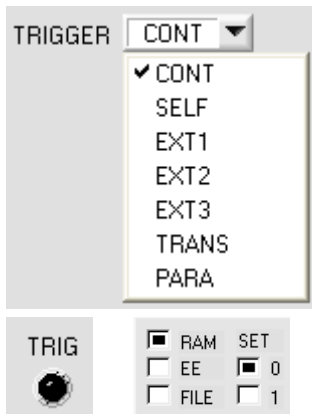 TRIGGER CONT
CONT
SELF
EXT1
EXT2
EXT3
TRANS
PARA
TRIG
RAM SET
EE 0
FILE 1